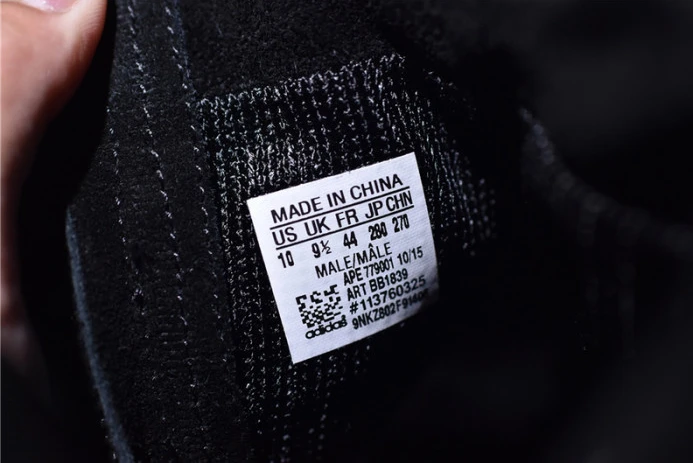 MADE IN CHINA
US UK FR JP CHN
10 9½ 44 280 270
MALE/MÂLE
APE 779001 10/15
ART BB1839
#113760325
adidas